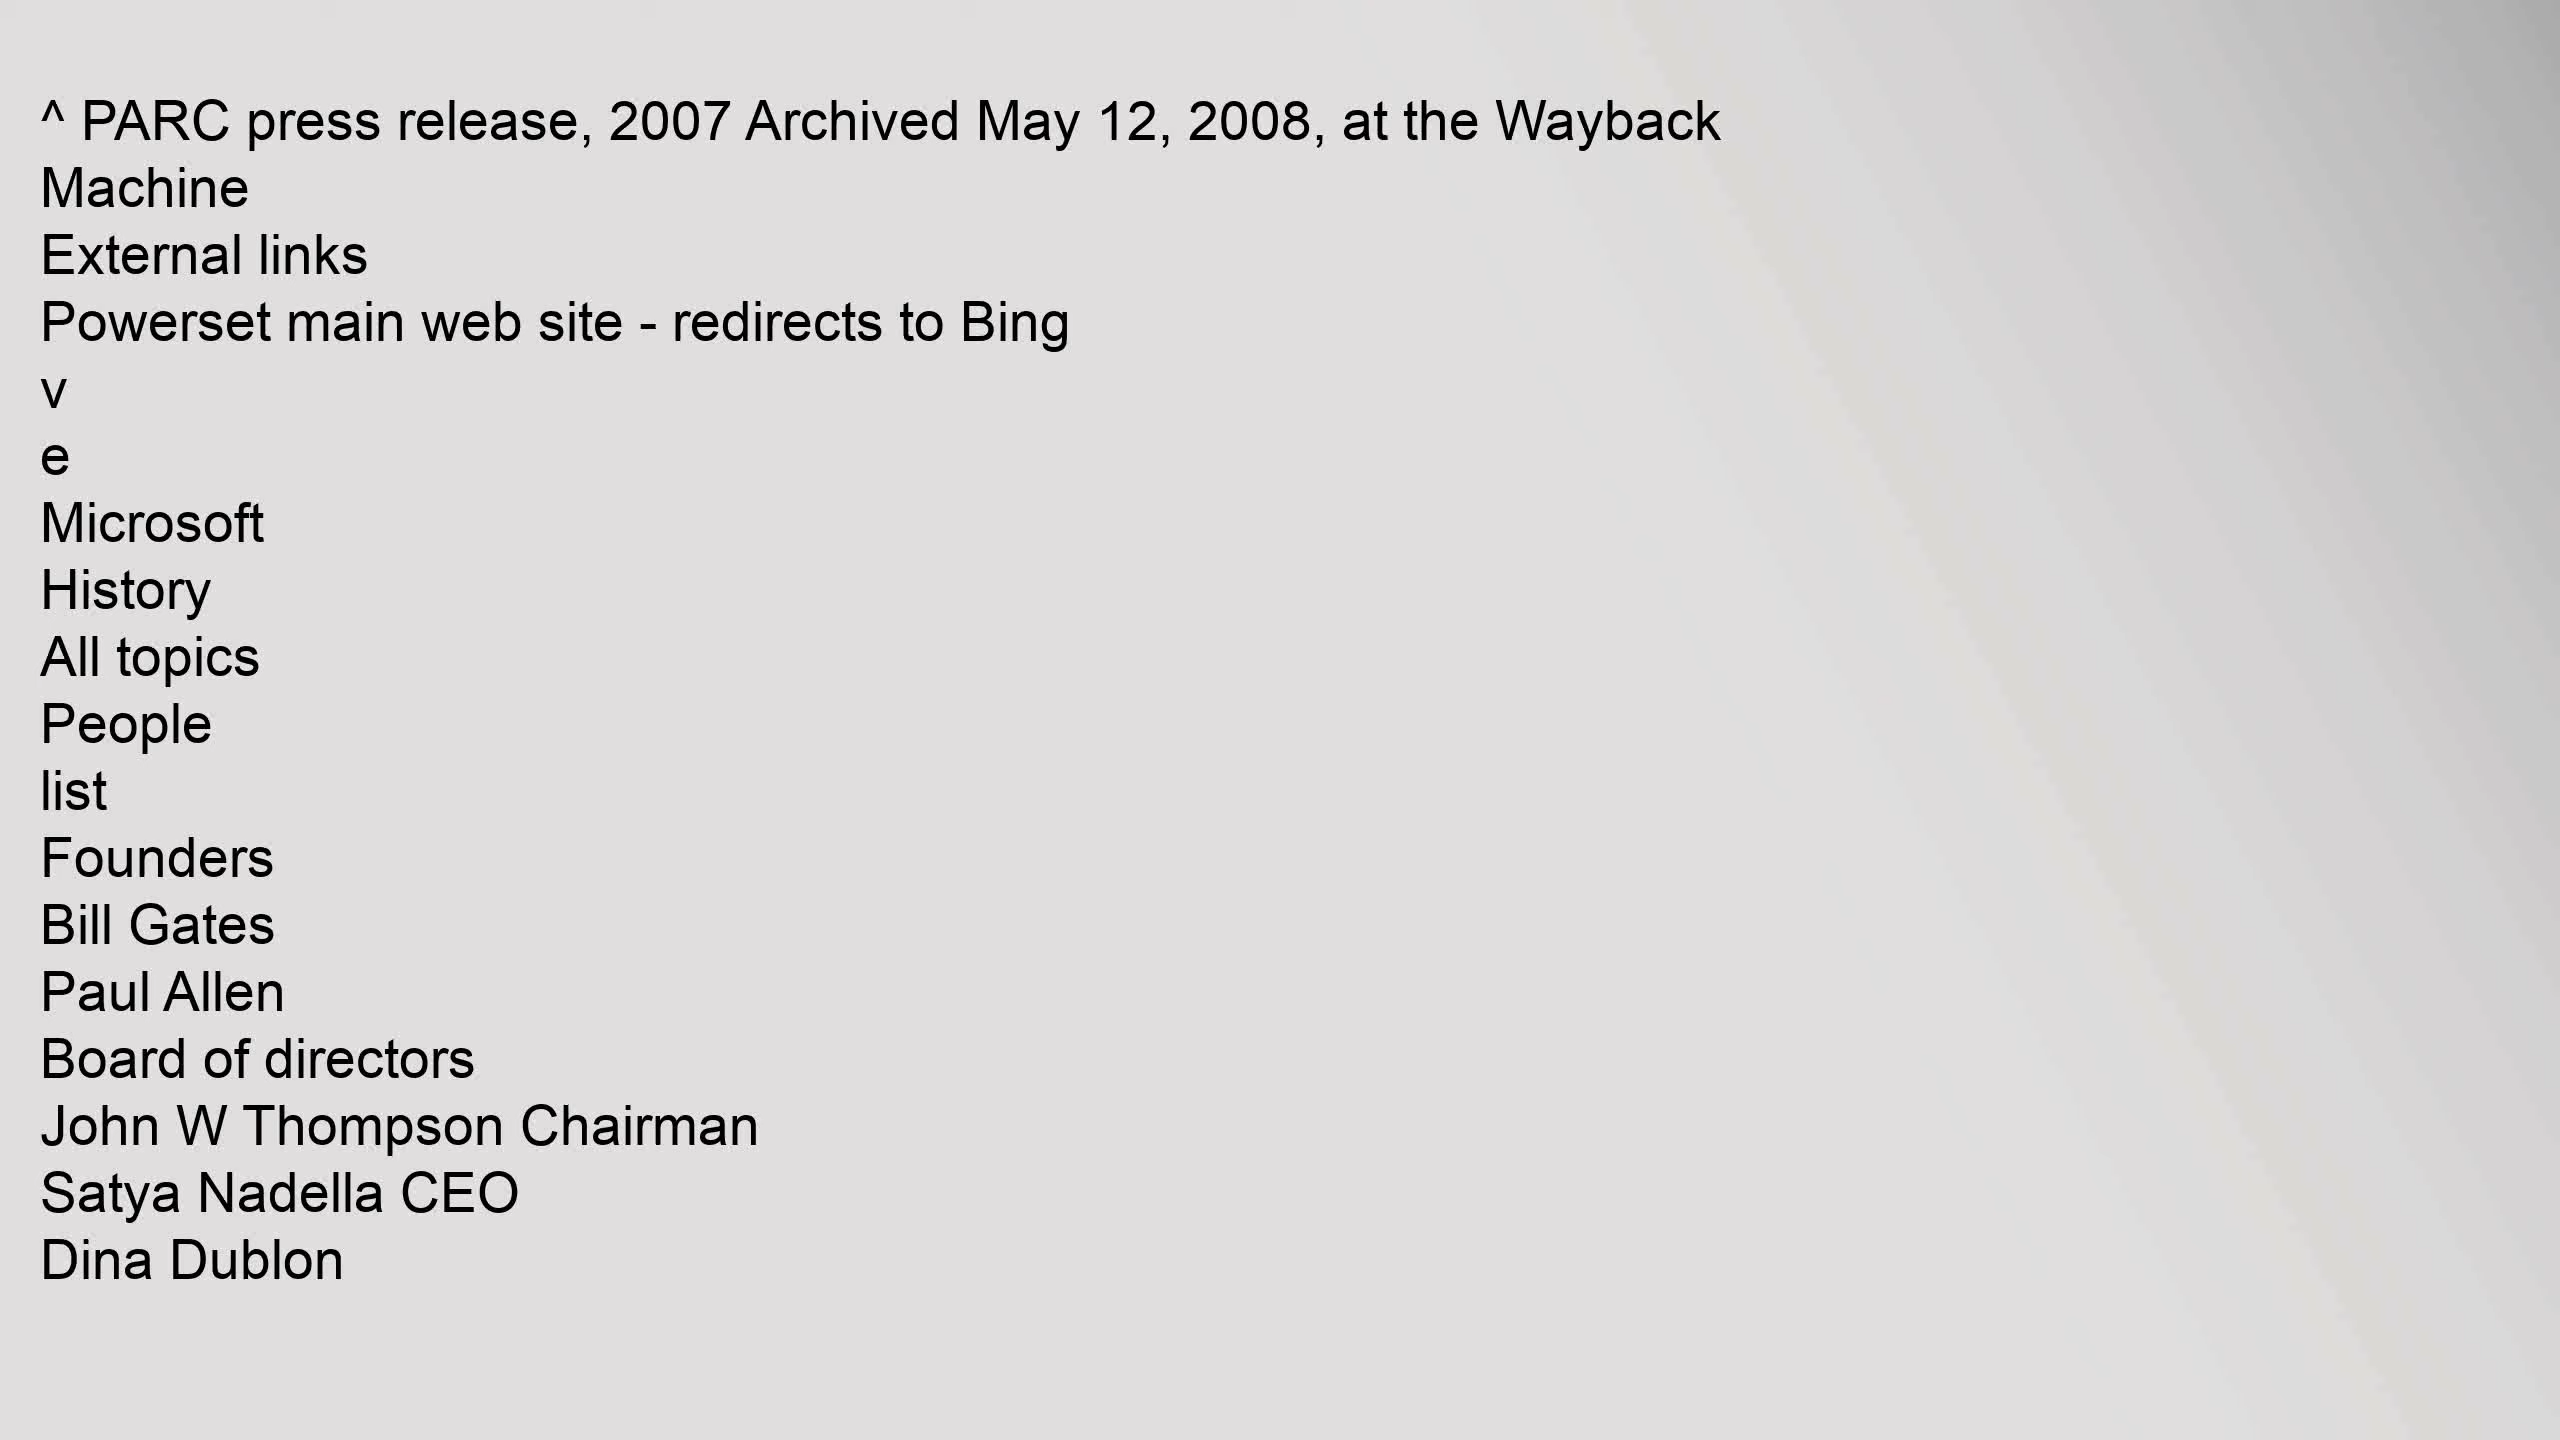 ^ PARC press release, 2007 Archived May 12, 2008, at the Wayback
Machine
External links
Powerset main web site - redirects to Bing
v
e
Microsoft
History
All topics
People
list
Founders
Bill Gates
Paul Allen
Board of directors
John W Thompson Chairman
Satya Nadella CEO
Dina Dublon